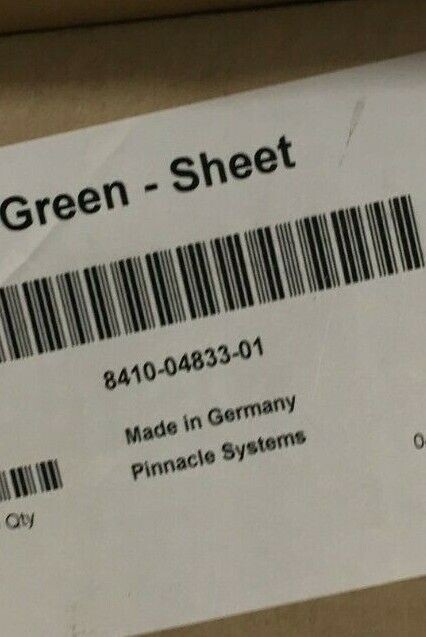 Green - Sheet
8410-04833-01
Made in Germany
Pinnacle Systems
Qty